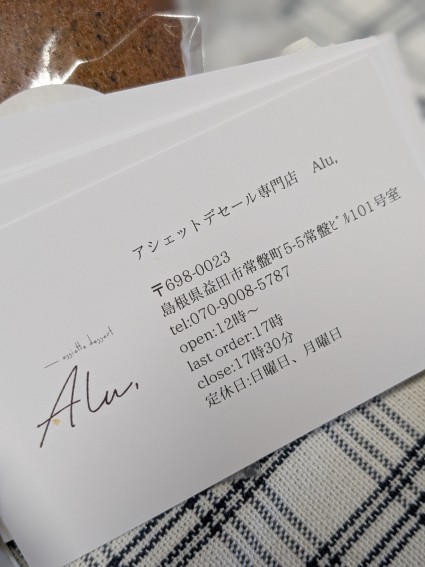 アシェットデセール専門店 Alu,
〒698-0023
島根県益田市常盤町5-5常盤ﾋﾞﾙ101号室
tel:070-9008-5787
open:12時〜
last order:17時
close:17時30分
定休日:日曜日、月曜日
assiette dessert
Alu,